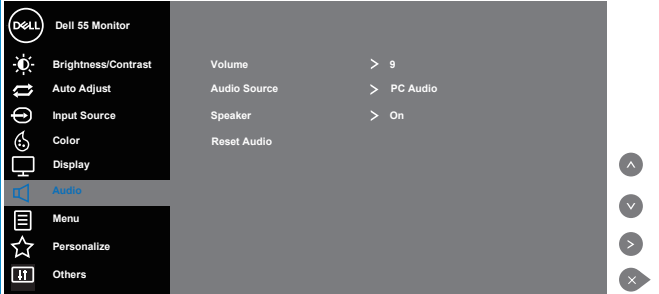 DELL Dell 55 Monitor
Brightness/Contrast
Auto Adjust
Input Source
Color
Display
Audio
Menu
Personalize
Others
Volume > 9
Audio Source > PC Audio
Speaker > On
Reset Audio